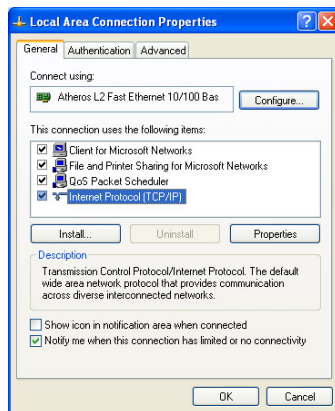 Local Area Connection Properties
General Authentication Advanced
Connect using:
Atheros L2 Fast Ethernet 10/100 Bas
Configure...
This connection uses the following items:
Client for Microsoft Networks
File and Printer Sharing for Microsoft Networks
QoS Packet Scheduler
Internet Protocol (TCP/IP)
Install... Uninstall Properties
Description
Transmission Control Protocol/Internet Protocol. The default
wide area network protocol that provides communication
across diverse interconnected networks.
Show icon in notification area when connected
Notify me when this connection has limited or no connectivity
OK Cancel